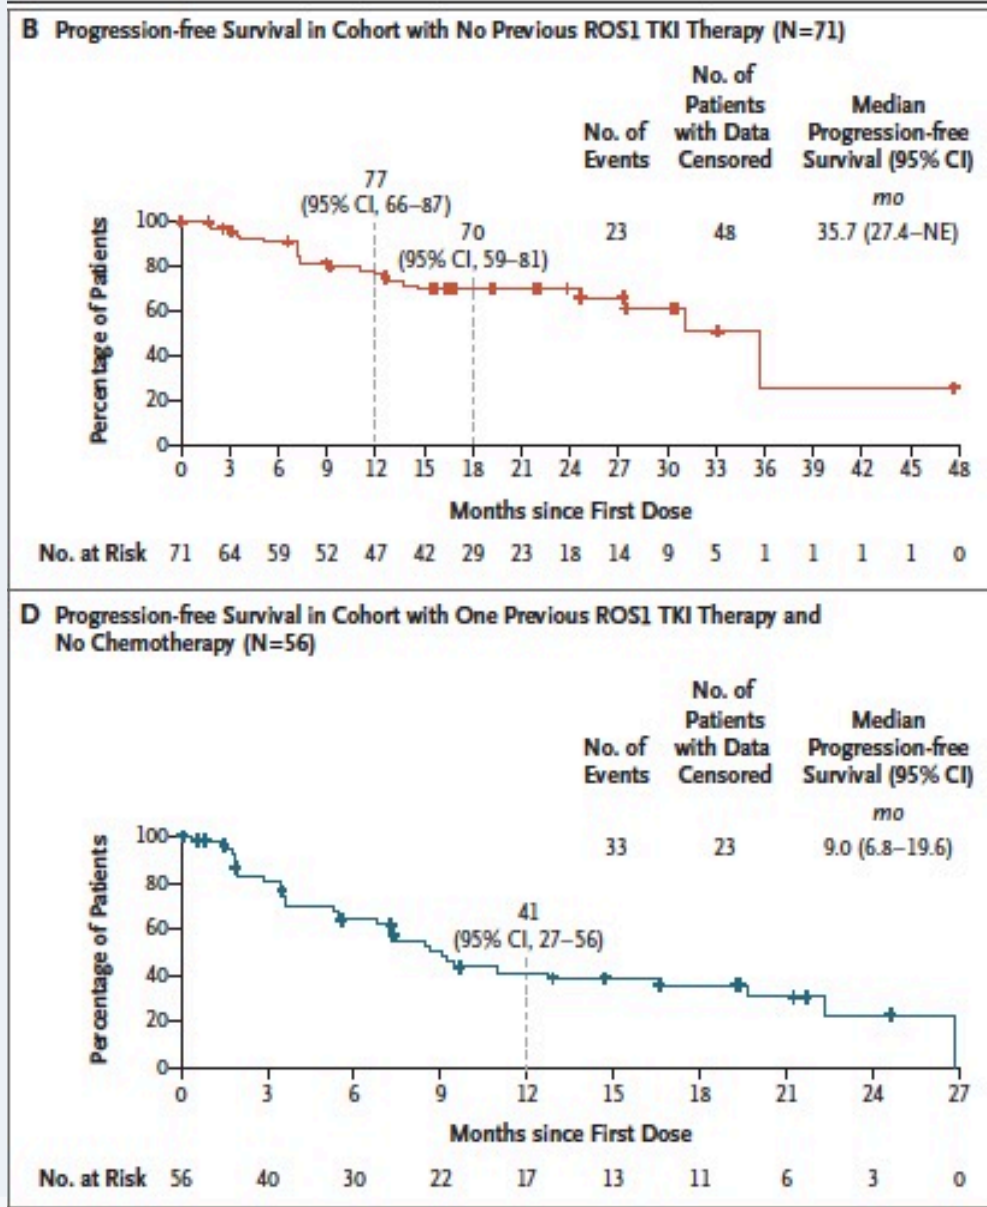 B Progression-free Survival in Cohort with No Previous ROS1 TKI Therapy (N=71)
No. of
Patients Median
No. of with Data Progression-free
Events Censored Survival (95% CI)
mo
23 48 35.7 (27.4–NE)
77
(95% CI, 66–87)
70
(95% CI, 59–81)
Percentage of Patients
100
80
60
40
20
0
0 3 6 9 12 15 18 21 24 27 30 33 36 39 42 45 48
Months since First Dose
No. at Risk 71 64 59 52 47 42 29 23 18 14 9 5 1 1 1 1 0
D Progression-free Survival in Cohort with One Previous ROS1 TKI Therapy and
No Chemotherapy (N=56)
No. of
Patients Median
No. of with Data Progression-free
Events Censored Survival (95% CI)
mo
33 23 9.0 (6.8–19.6)
41
(95% CI, 27–56)
Percentage of Patients
100
80
60
40
20
0
0 3 6 9 12 15 18 21 24 27
Months since First Dose
No. at Risk 56 40 30 22 17 13 11 6 3 0